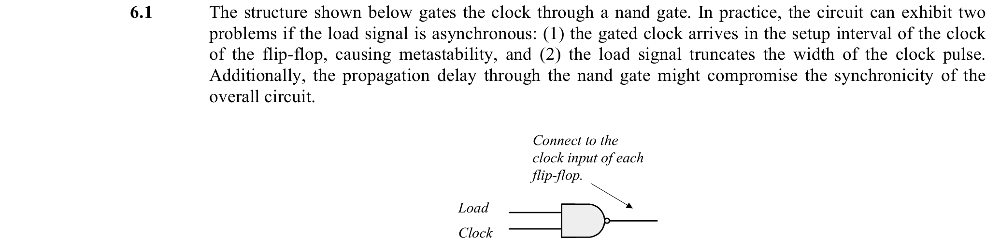 6.1 The structure shown below gates the clock through a nand gate. In practice, the circuit can exhibit two
problems if the load signal is asynchronous: (1) the gated clock arrives in the setup interval of the clock
of the flip-flop, causing metastability, and (2) the load signal truncates the width of the clock pulse.
Additionally, the propagation delay through the nand gate might compromise the synchronicity of the
overall circuit.
Connect to the
clock input of each
flip-flop.
Load
Clock